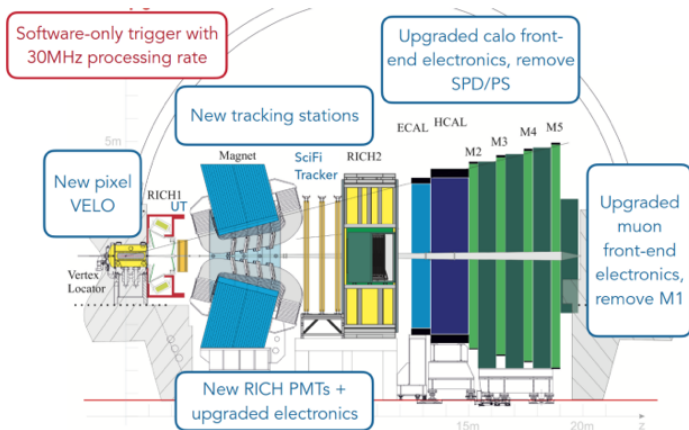 Software-only trigger with
30MHz processing rate
Upgraded calo front-
end electronics, remove
SPD/PS
New tracking stations
5m
Magnet
SciFi
Tracker
RICH2
ECAL
HCAL
M2
M3
M4
M5
New pixel
VELO
RICH1
UT
Vertex
Locator
Upgraded
muon
front-end
electronics,
remove M1
New RICH PMTs +
upgraded electronics
15m
20m
z